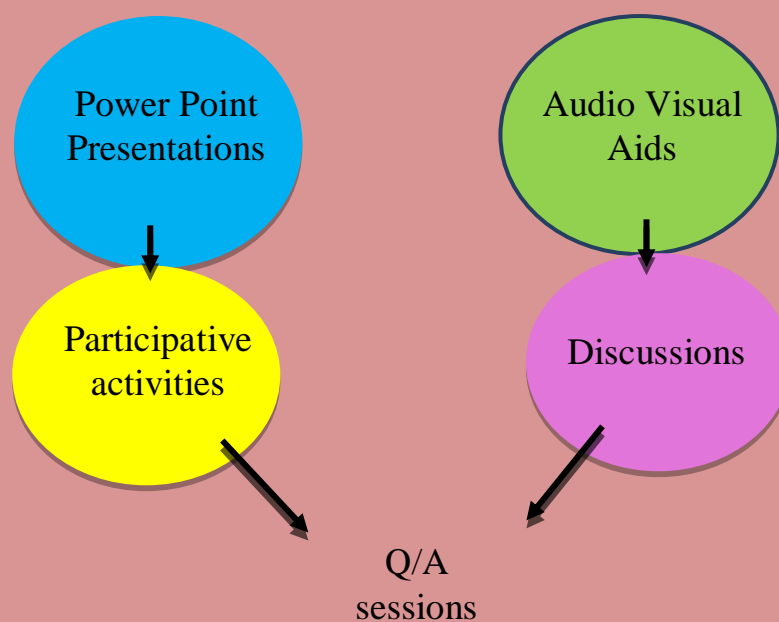 Power Point
Presentations
Audio Visual
Aids
Participative
activities
Discussions
Q/A
sessions